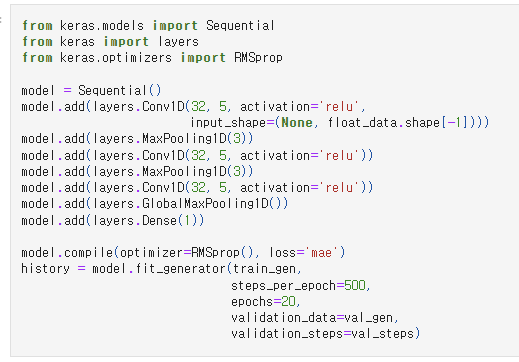 from keras.models import Sequential
from keras import layers
from keras.optimizers import RMSprop
model = Sequential()
model.add(layers.Conv1D(32, 5, activation='relu',
input_shape=(None, float_data.shape[-1])))
model.add(layers.MaxPooling1D(3))
model.add(layers.Conv1D(32, 5, activation='relu'))
model.add(layers.MaxPooling1D(3))
model.add(layers.Conv1D(32, 5, activation='relu'))
model.add(layers.GlobalMaxPooling1D())
model.add(layers.Dense(1))
model.compile(optimizer=RMSprop(), loss='mae')
history = model.fit_generator(train_gen,
steps_per_epoch=500,
epochs=20,
validation_data=val_gen,
validation_steps=val_steps)